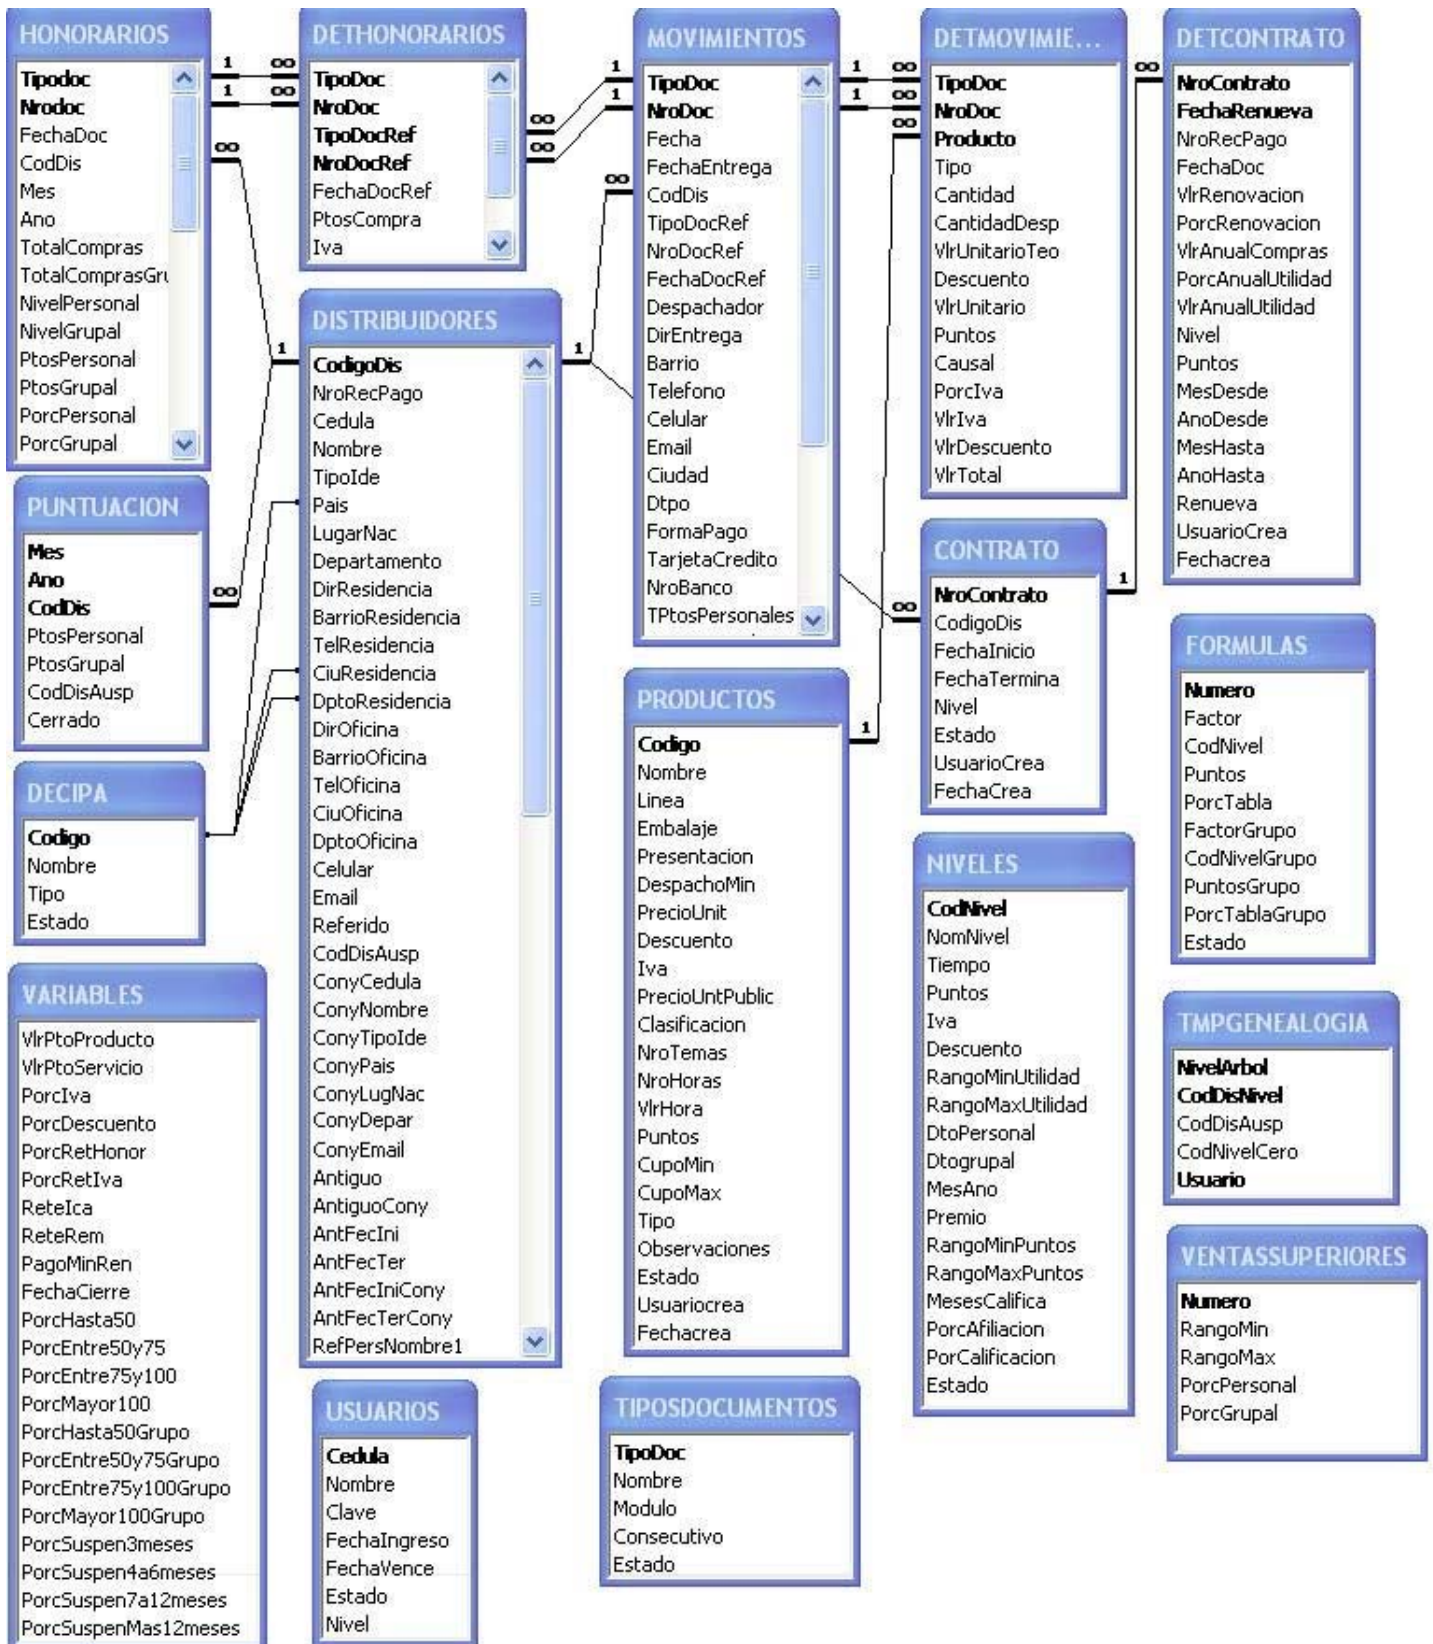 HONORARIOS
Tipodoc
Nrodoc
FechaDoc
CodDis
Mes
Ano
TotalCompras
TotalComprasGru
NivelPersonal
NivelGrupal
PtosPersonal
PtosGrupal
PorcPersonal
PorcGrupal
1 ∞
1 ∞
∞
DETHONORARIOS
TipoDoc
NroDoc
TipoDocRef
NroDocRef
FechaDocRef
PtosCompra
Iva
1
1
∞
∞
MOVIMIENTOS
TipoDoc
NroDoc
Fecha
FechaEntrega
CodDis
TipoDocRef
NroDocRef
FechaDocRef
Despachador
DirEntrega
Barrio
Telefono
Celular
Email
Ciudad
Dtpo
FormaPago
TarjetaCredito
NroBanco
TPtosPersonales
∞
1 ∞
1 ∞
∞
DETMOVIMIE...
TipoDoc
NroDoc
Producto
Tipo
Cantidad
CantidadDesp
VlrUnitarioTeo
Descuento
VlrUnitario
Puntos
Causal
PorcIva
VlrIva
VlrDescuento
VlrTotal
∞
DETCONTRATO
NroContrato
FechaRenueva
NroRecPago
FechaDoc
VlrRenovacion
PorcRenovacion
VlrAnualCompras
PorcAnualUtilidad
VlrAnualUtilidad
Nivel
Puntos
MesDesde
AnoDesde
MesHasta
AnoHasta
Renueva
UsuarioCrea
Fechacrea
1
DISTRIBUIDORES
CodigoDis
NroRecPago
Cedula
Nombre
TipoIde
Pais
LugarNac
Departamento
DirResidencia
BarrioResidencia
TelResidencia
CiuResidencia
DptoResidencia
DirOficina
BarrioOficina
TelOficina
CiuOficina
DptoOficina
Celular
Email
Referido
CodDisAusp
ConyCedula
ConyNombre
ConyTipoIde
ConyPais
ConyLugNac
ConyDepar
ConyEmail
Antiguo
AntiguoCony
AntFecIni
AntFecTer
AntFecIniCony
AntFecTerCony
RefPersNombre1
1
PUNTUACION
Mes
Ano
CodDis
PtosPersonal
PtosGrupal
CodDisAusp
Cerrado
∞
DECIPA
Codigo
Nombre
Tipo
Estado
∞
CONTRATO
NroContrato
CodigoDis
FechaInicio
FechaTermina
Nivel
Estado
UsuarioCrea
FechaCrea
1
PRODUCTOS
Codigo
Nombre
Linea
Embalaje
Presentacion
DespachoMin
PrecioUnit
Descuento
Iva
PrecioUntPublic
Clasificacion
NroTemas
NroHoras
VlrHora
Puntos
CupoMin
CupoMax
Tipo
Observaciones
Estado
Usuariocrea
Fechacrea
1
FORMULAS
Numero
Factor
CodNivel
Puntos
PorcTabla
FactorGrupo
CodNivelGrupo
PuntosGrupo
PorcTablaGrupo
Estado
NIVELES
CodNivel
NomNivel
Tiempo
Puntos
Iva
Descuento
RangoMinUtilidad
RangoMaxUtilidad
DtoPersonal
Dtogrupal
MesAno
Premio
RangoMinPuntos
RangoMaxPuntos
MesesCalifica
PorcAfiliacion
PorCalificacion
Estado
VARIABLES
VlrPtoProducto
VlrPtoServicio
PorcIva
PorcDescuento
PorcRetHonor
PorcRetIva
ReteIca
ReteRem
PagoMinRen
FechaCierre
PorcHasta50
PorcEntre50y75
PorcEntre75y100
PorcMayor100
PorcHasta50Grupo
PorcEntre50y75Grupo
PorcEntre75y100Grupo
PorcMayor100Grupo
PorcSuspen3meses
PorcSuspen4a6meses
PorcSuspen7a12meses
PorcSuspenMas12meses
TMPGENEALOGIA
NivelArbol
CodDisNivel
CodDisAusp
CodNivelCero
Usuario
VENTASSUPERIORES
Numero
RangoMin
RangoMax
PorcPersonal
PorcGrupal
USUARIOS
Cedula
Nombre
Clave
FechaIngreso
FechaVence
Estado
Nivel
TIPOSDOCUMENTOS
TipoDoc
Nombre
Modulo
Consecutivo
Estado